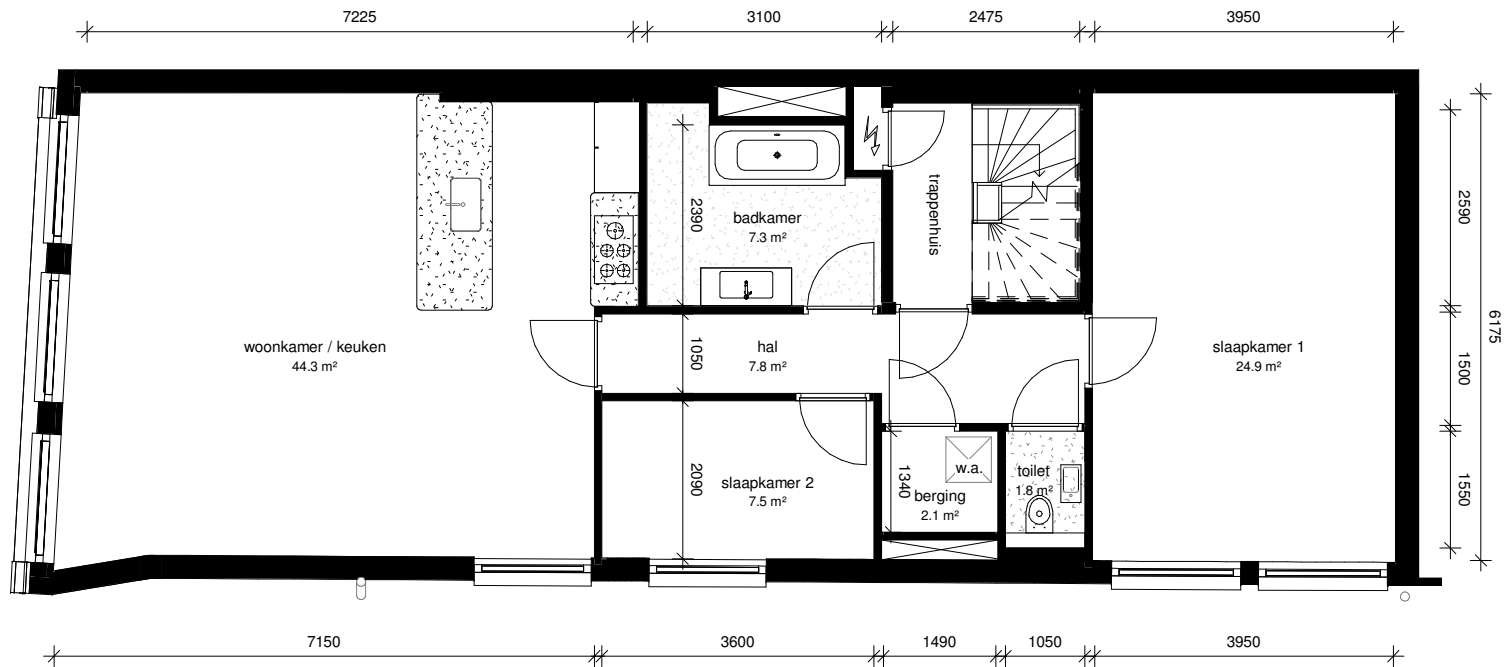 7225
3100
2475
3950
badkamer
7.3 m²
2390
trappenhuis
2590
6175
woonkamer / keuken
44.3 m²
1050
hal
7.8 m²
slaapkamer 1
24.9 m²
1500
2090
slaapkamer 2
7.5 m²
1340
w.a.
berging
2.1 m²
toilet
1.8 m²
1550
7150
3600
1490
1050
3950